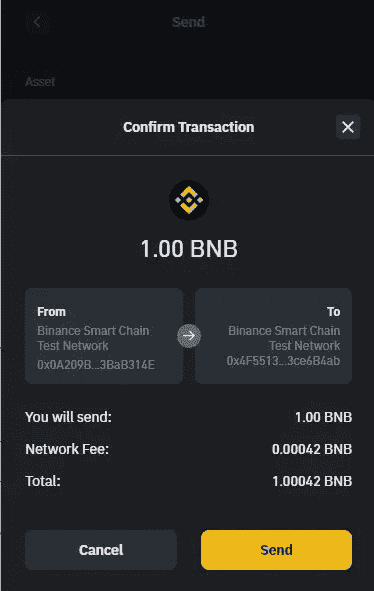 Send
Asset
Confirm Transaction
1.00 BNB
From
Binance Smart Chain
Test Network
0x0A209B...3BaB314E
To
Binance Smart Chain
Test Network
0x4F5513...3ce6B4ab
You will send: 1.00 BNB
Network Fee: 0.00042 BNB
Total: 1.00042 BNB
Cancel
Send